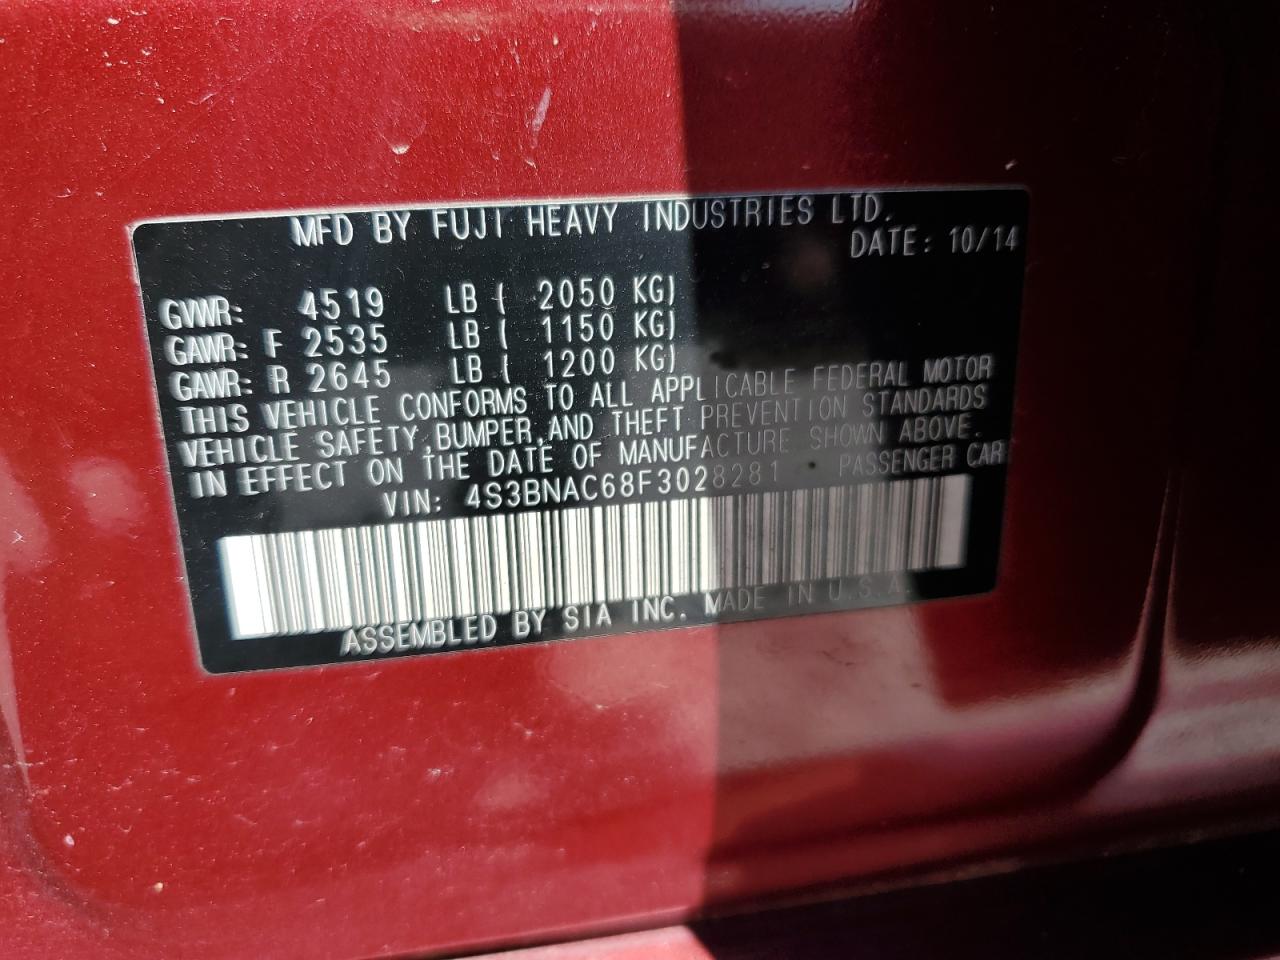 MFD BY FUJI HEAVY INDUSTRIES LTD.
DATE: 10/14
GVWR: 4519 LB ( 2050 KG)
GAWR: F 2535 LB ( 1150 KG)
GAWR: R 2645 LB ( 1200 KG)
THIS VEHICLE CONFORMS TO ALL APPLICABLE FEDERAL MOTOR
VEHICLE SAFETY,BUMPER,AND THEFT PREVENTION STANDARDS
IN EFFECT ON THE DATE OF MANUFACTURE SHOWN ABOVE.
VIN: 4S3BNAC68F3028281 · PASSENGER CAR
ASSEMBLED BY SIA INC. MADE IN U.S.A.